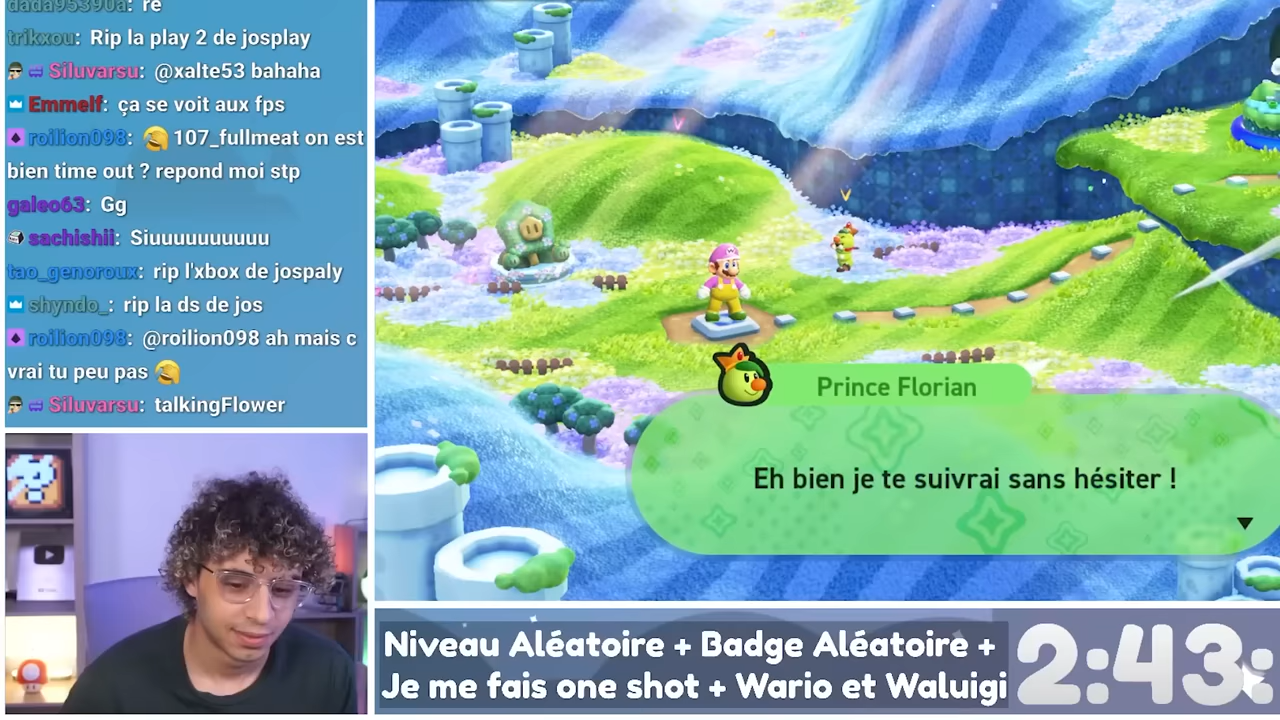 dada95390a: re
trikxou: Rip la play 2 de josplay
Siluvarsu: @xalte53 bahaha
Emmelf: ça se voit aux fps
roilion098: 107_fullmeat on est
bien time out ? repond moi stp
galeo63: Gg
sachishii: Siuuuuuuuuuu
tao_genoroux: rip l'xbox de jospaly
shyndo_: rip la ds de jos
roilion098: @roilion098 ah mais c
vrai tu peu pas
Siluvarsu: talkingFlower
Prince Florian
Eh bien je te suivrai sans hésiter !
Niveau Aléatoire + Badge Aléatoire +
Je me fais one shot + Wario et Waluigi
2:43: